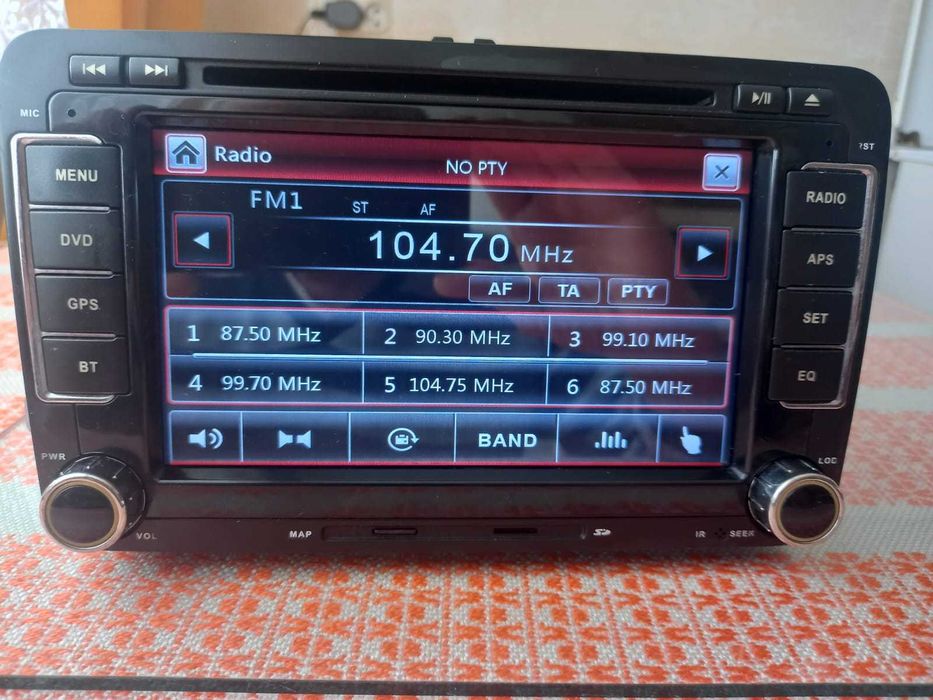 MIC
RST
MENU
DVD
GPS
BT
PWR
VOL
Radio
NO PTY
FM1 ST AF
104.70 MHz
AF TA PTY
1 87.50 MHz 2 90.30 MHz 3 99.10 MHz
4 99.70 MHz 5 104.75 MHz 6 87.50 MHz
BAND
RADIO
APS
SET
EQ
MAP
IR SEEK